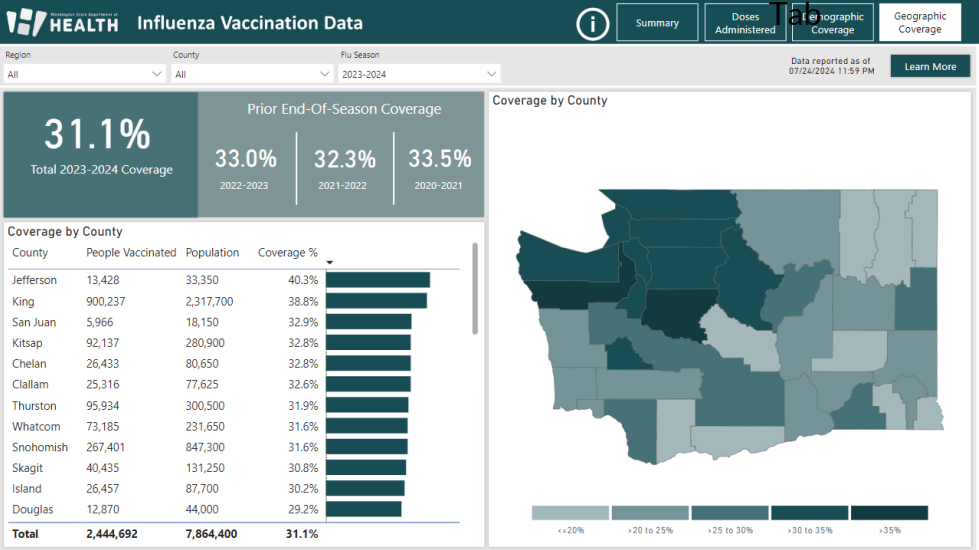 Washington State Department of
HEALTH
Influenza Vaccination Data
i
Summary
Doses
Administered
Tab
Demographic
Coverage
Geographic
Coverage
Region
County
Flu Season
All
All
2023-2024
Data reported as of
07/24/2024 11:59 PM
Learn More
31.1%
Total 2023-2024 Coverage
Prior End-Of-Season Coverage
33.0%
32.3%
33.5%
2022-2023
2021-2022
2020-2021
Coverage by County
County People Vaccinated Population Coverage %
Jefferson 13,428 33,350 40.3%
King 900,237 2,317,700 38.8%
San Juan 5,966 18,150 32.9%
Kitsap 92,137 280,900 32.8%
Chelan 26,433 80,650 32.8%
Clallam 25,316 77,625 32.6%
Thurston 95,934 300,500 31.9%
Whatcom 73,185 231,650 31.6%
Snohomish 267,401 847,300 31.6%
Skagit 40,435 131,250 30.8%
Island 26,457 87,700 30.2%
Douglas 12,870 44,000 29.2%
Total 2,444,692 7,864,400 31.1%
Coverage by County
<=20%
>20 to 25%
>25 to 30%
>30 to 35%
>35%